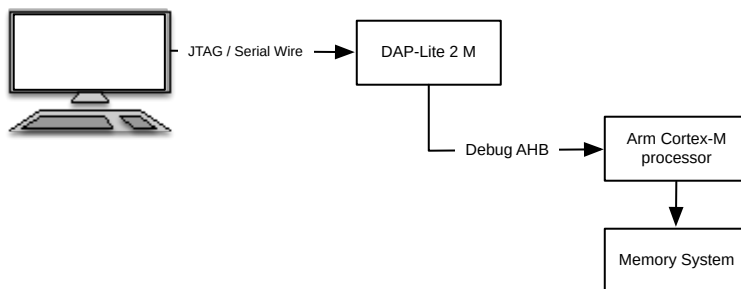 JTAG / Serial Wire
DAP-Lite 2 M
Debug AHB
Arm Cortex-M
processor
Memory System